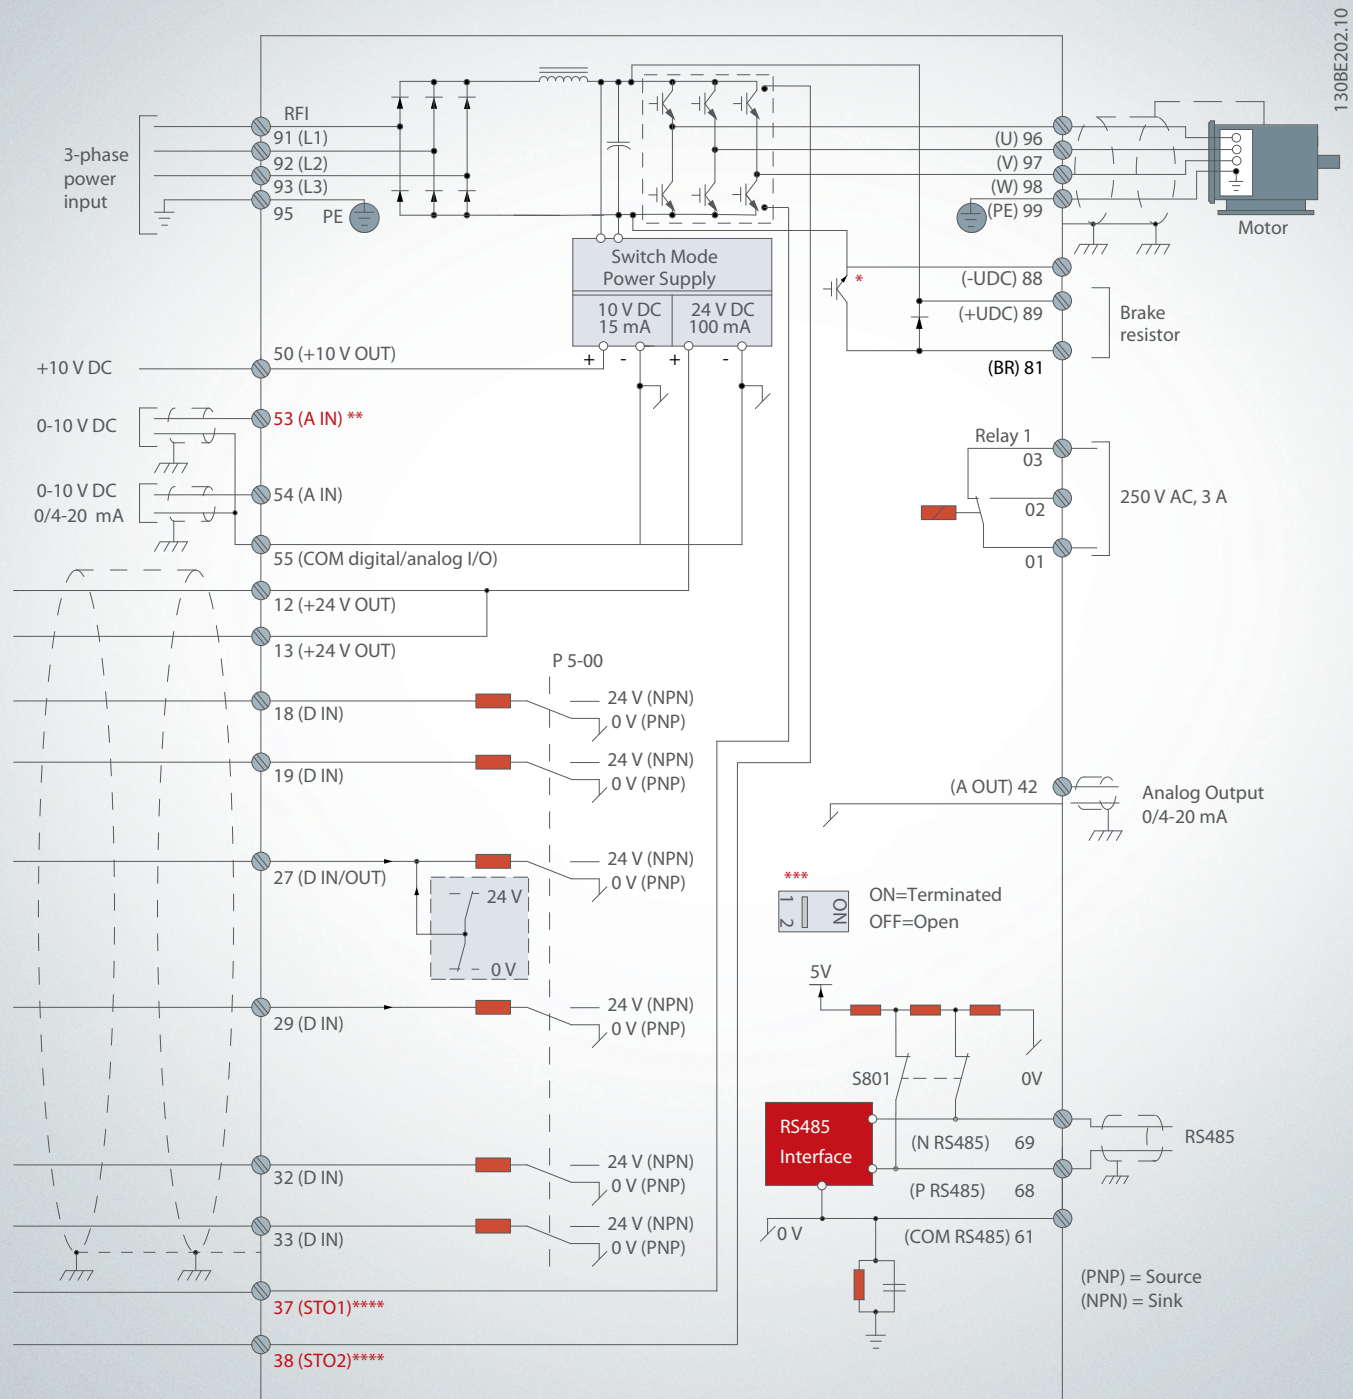 130BE202.10
3-phase
power
input
RFI
91 (L1)
92 (L2)
93 (L3)
95
PE
(U) 96
(V) 97
(W) 98
(PE) 99
Motor
Switch Mode
Power Supply
10 V DC
15 mA
24 V DC
100 mA
+ - + -
*
(-UDC) 88
(+UDC) 89
(BR) 81
Brake
resistor
+10 V DC
50 (+10 V OUT)
0-10 V DC
53 (A IN) **
0-10 V DC
0/4-20 mA
54 (A IN)
55 (COM digital/analog I/O)
12 (+24 V OUT)
13 (+24 V OUT)
Relay 1
03
02
01
250 V AC, 3 A
P 5-00
18 (D IN)
24 V (NPN)
0 V (PNP)
19 (D IN)
24 V (NPN)
0 V (PNP)
27 (D IN/OUT)
24 V (NPN)
0 V (PNP)
24 V
0 V
29 (D IN)
24 V (NPN)
0 V (PNP)
32 (D IN)
24 V (NPN)
0 V (PNP)
33 (D IN)
24 V (NPN)
0 V (PNP)
37 (STO1)****
38 (STO2)****
(A OUT) 42
Analog Output
0/4-20 mA
***
1 2
ON
ON=Terminated
OFF=Open
5V
S801
0V
RS485
Interface
(N RS485) 69
(P RS485) 68
RS485
0 V
(COM RS485) 61
(PNP) = Source
(NPN) = Sink